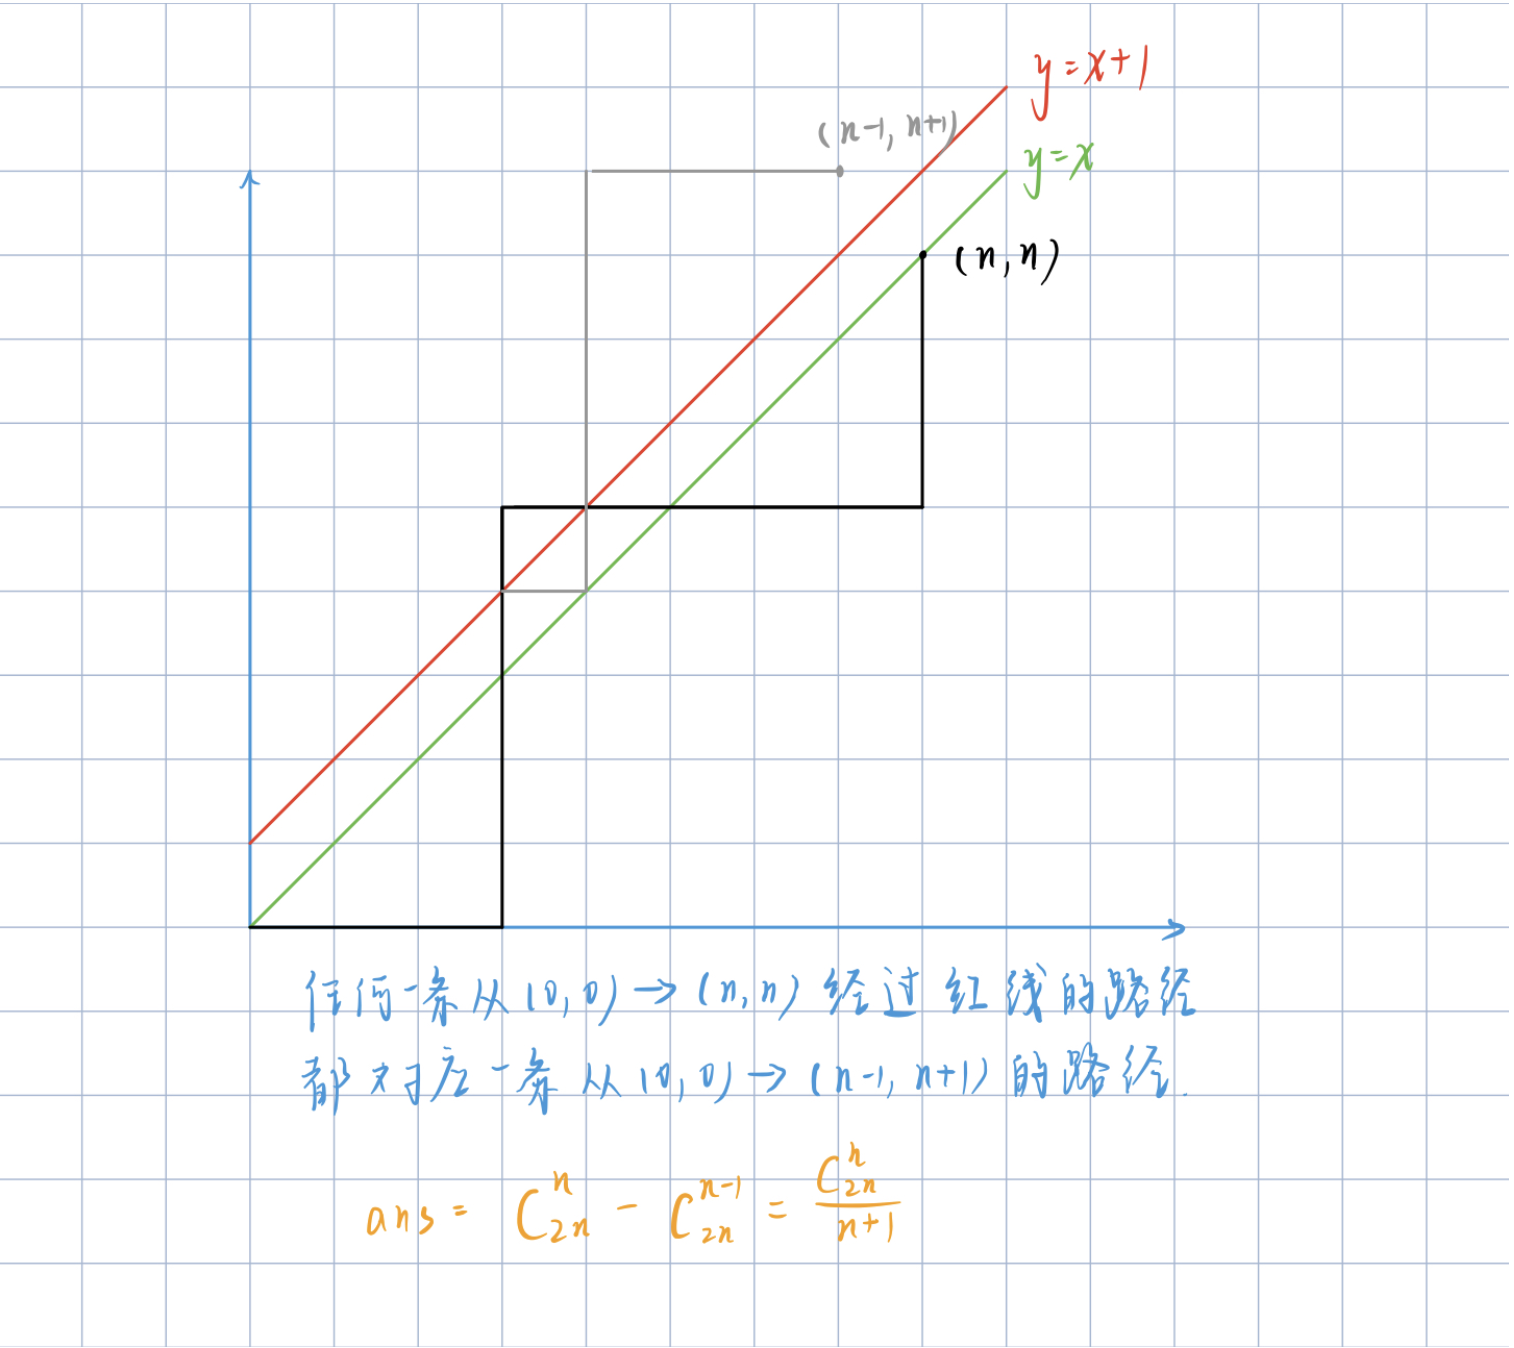 y=x+1
(n-1, n+1)
y=x
(n,n)
任何一条从(0,0)→(n,n)经过红线的路径
都对应一条从(0,0)→(n-1,n+1)的路径.
ans = C_{2n}^{n} - C_{2n}^{n-1} = \frac{C_{2n}^{n}}{n+1}